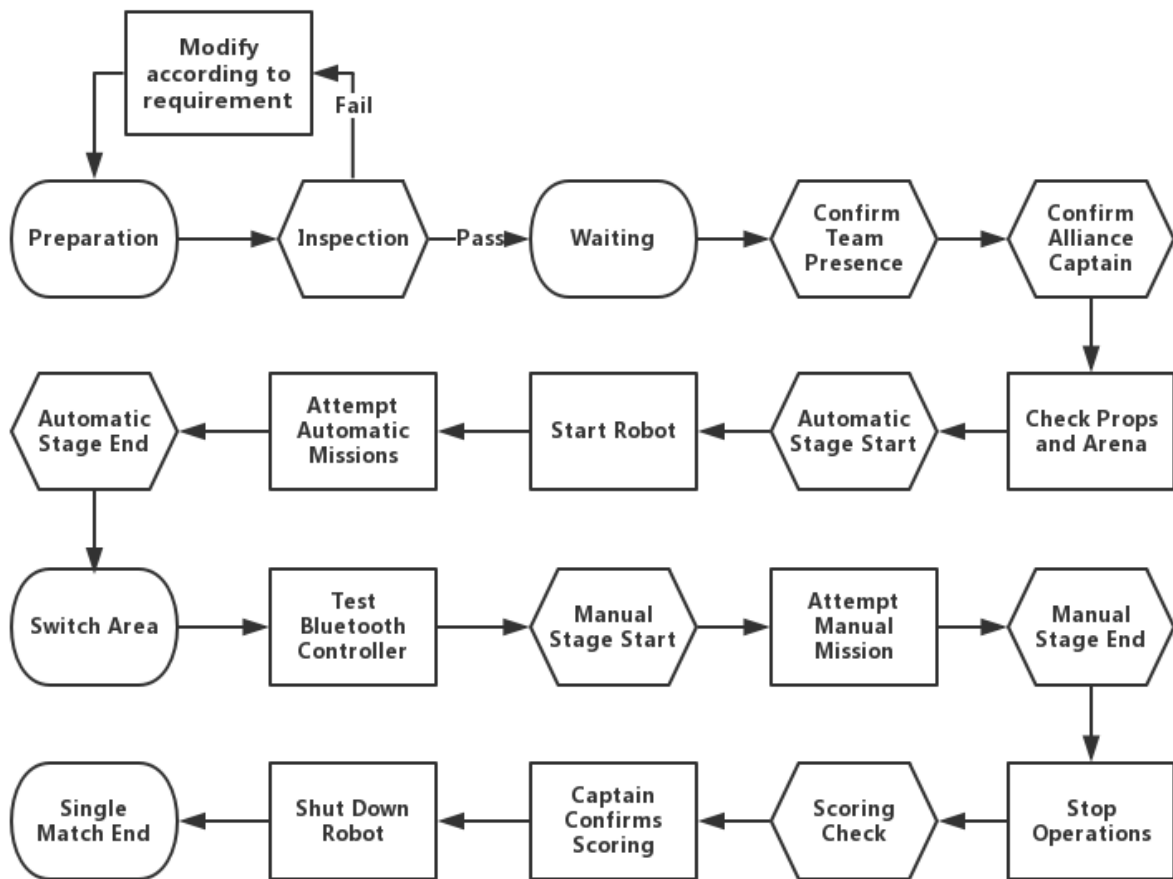 Modify
according to
requirement
Fail
Preparation
Inspection
Pass
Waiting
Confirm
Team
Presence
Confirm
Alliance
Captain
Automatic
Stage End
Attempt
Automatic
Missions
Start Robot
Automatic
Stage Start
Check Props
and Arena
Switch Area
Test
Bluetooth
Controller
Manual
Stage Start
Attempt
Manual
Mission
Manual
Stage End
Single
Match End
Shut Down
Robot
Captain
Confirms
Scoring
Scoring
Check
Stop
Operations